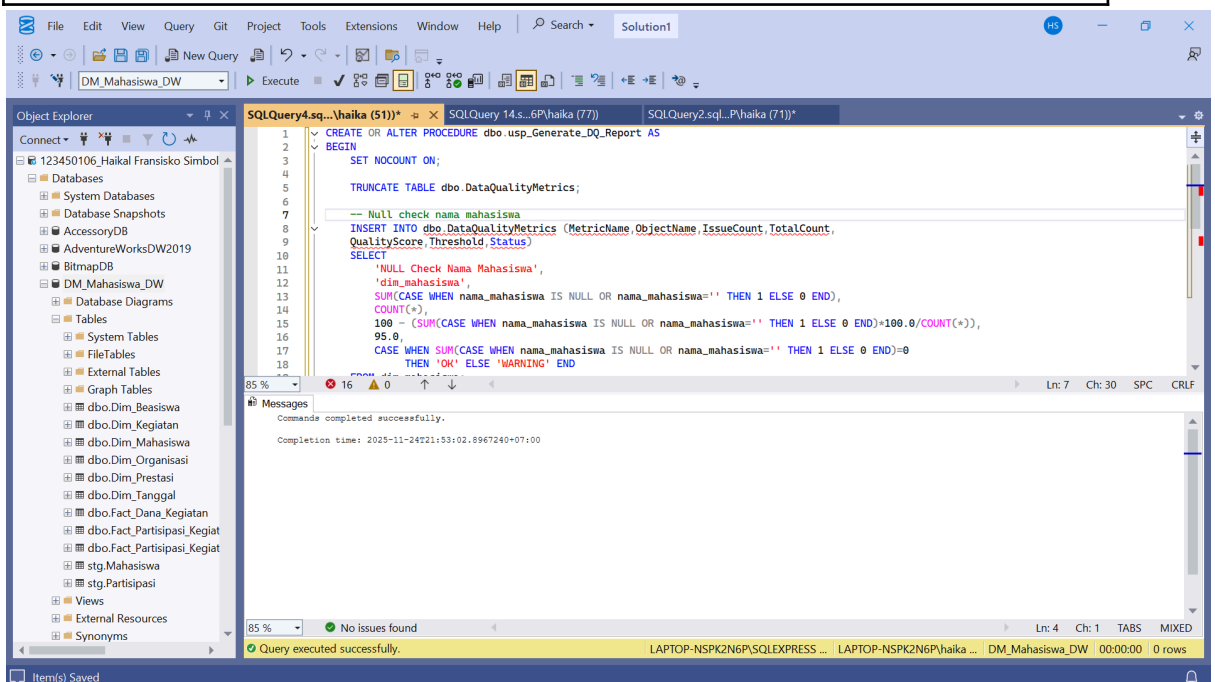 File Edit View Query Git Project Tools Extensions Window Help Search Solution1 HS
New Query
DM_Mahasiswa_DW Execute
Object Explorer
SQLQuery4.sq...\haika (51))* SQLQuery 14.s...6P\haika (77)) SQLQuery2.sql...P\haika (71))*
Connect
123450106_Haikal Fransisko Simbol
Databases
System Databases
Database Snapshots
AccessoryDB
AdventureWorksDW2019
BitmapDB
DM_Mahasiswa_DW
Database Diagrams
Tables
System Tables
FileTables
External Tables
Graph Tables
dbo.Dim_Beasiswa
dbo.Dim_Kegiatan
dbo.Dim_Mahasiswa
dbo.Dim_Organisasi
dbo.Dim_Prestasi
dbo.Dim_Tanggal
dbo.Fact_Dana_Kegiatan
dbo.Fact_Partisipasi_Kegiat
dbo.Fact_Partisipasi_Kegiat
stg.Mahasiswa
stg.Partisipasi
Views
External Resources
Synonyms
1 CREATE OR ALTER PROCEDURE dbo.usp_Generate_DQ_Report AS
2 BEGIN
3 SET NOCOUNT ON;
4
5 TRUNCATE TABLE dbo.DataQualityMetrics;
6
7 -- Null check nama mahasiswa
8 INSERT INTO dbo.DataQualityMetrics (MetricName,ObjectName,IssueCount,TotalCount,
9 QualityScore,Threshold,Status)
10 SELECT
11 'NULL Check Nama Mahasiswa',
12 'dim_mahasiswa',
13 SUM(CASE WHEN nama_mahasiswa IS NULL OR nama_mahasiswa='' THEN 1 ELSE 0 END),
14 COUNT(*),
15 100 - (SUM(CASE WHEN nama_mahasiswa IS NULL OR nama_mahasiswa='' THEN 1 ELSE 0 END)*100.0/COUNT(*)),
16 95.0,
17 CASE WHEN SUM(CASE WHEN nama_mahasiswa IS NULL OR nama_mahasiswa='' THEN 1 ELSE 0 END)=0
18 THEN 'OK' ELSE 'WARNING' END
85 % 16 0 Ln: 7 Ch: 30 SPC CRLF
Messages
Commands completed successfully.
Completion time: 2025-11-24T21:53:02.8967240+07:00
85 % No issues found Ln: 4 Ch: 1 TABS MIXED
Query executed successfully. LAPTOP-NSPK2N6P\SQLEXPRESS ... LAPTOP-NSPK2N6P\haika ... DM_Mahasiswa_DW 00:00:00 0 rows
Item(s) Saved